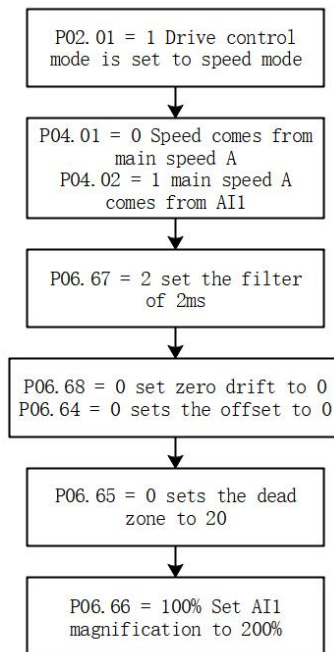 P02.01 = 1 Drive control
mode is set to speed mode
P04.01 = 0 Speed comes from
main speed A
P04.02 = 1 main speed A
comes from AI1
P06.67 = 2 set the filter
of 2ms
P06.68 = 0 set zero drift to 0
P06.64 = 0 sets the offset to 0
P06.65 = 0 sets the dead
zone to 20
P06.66 = 100% Set AI1
magnification to 200%